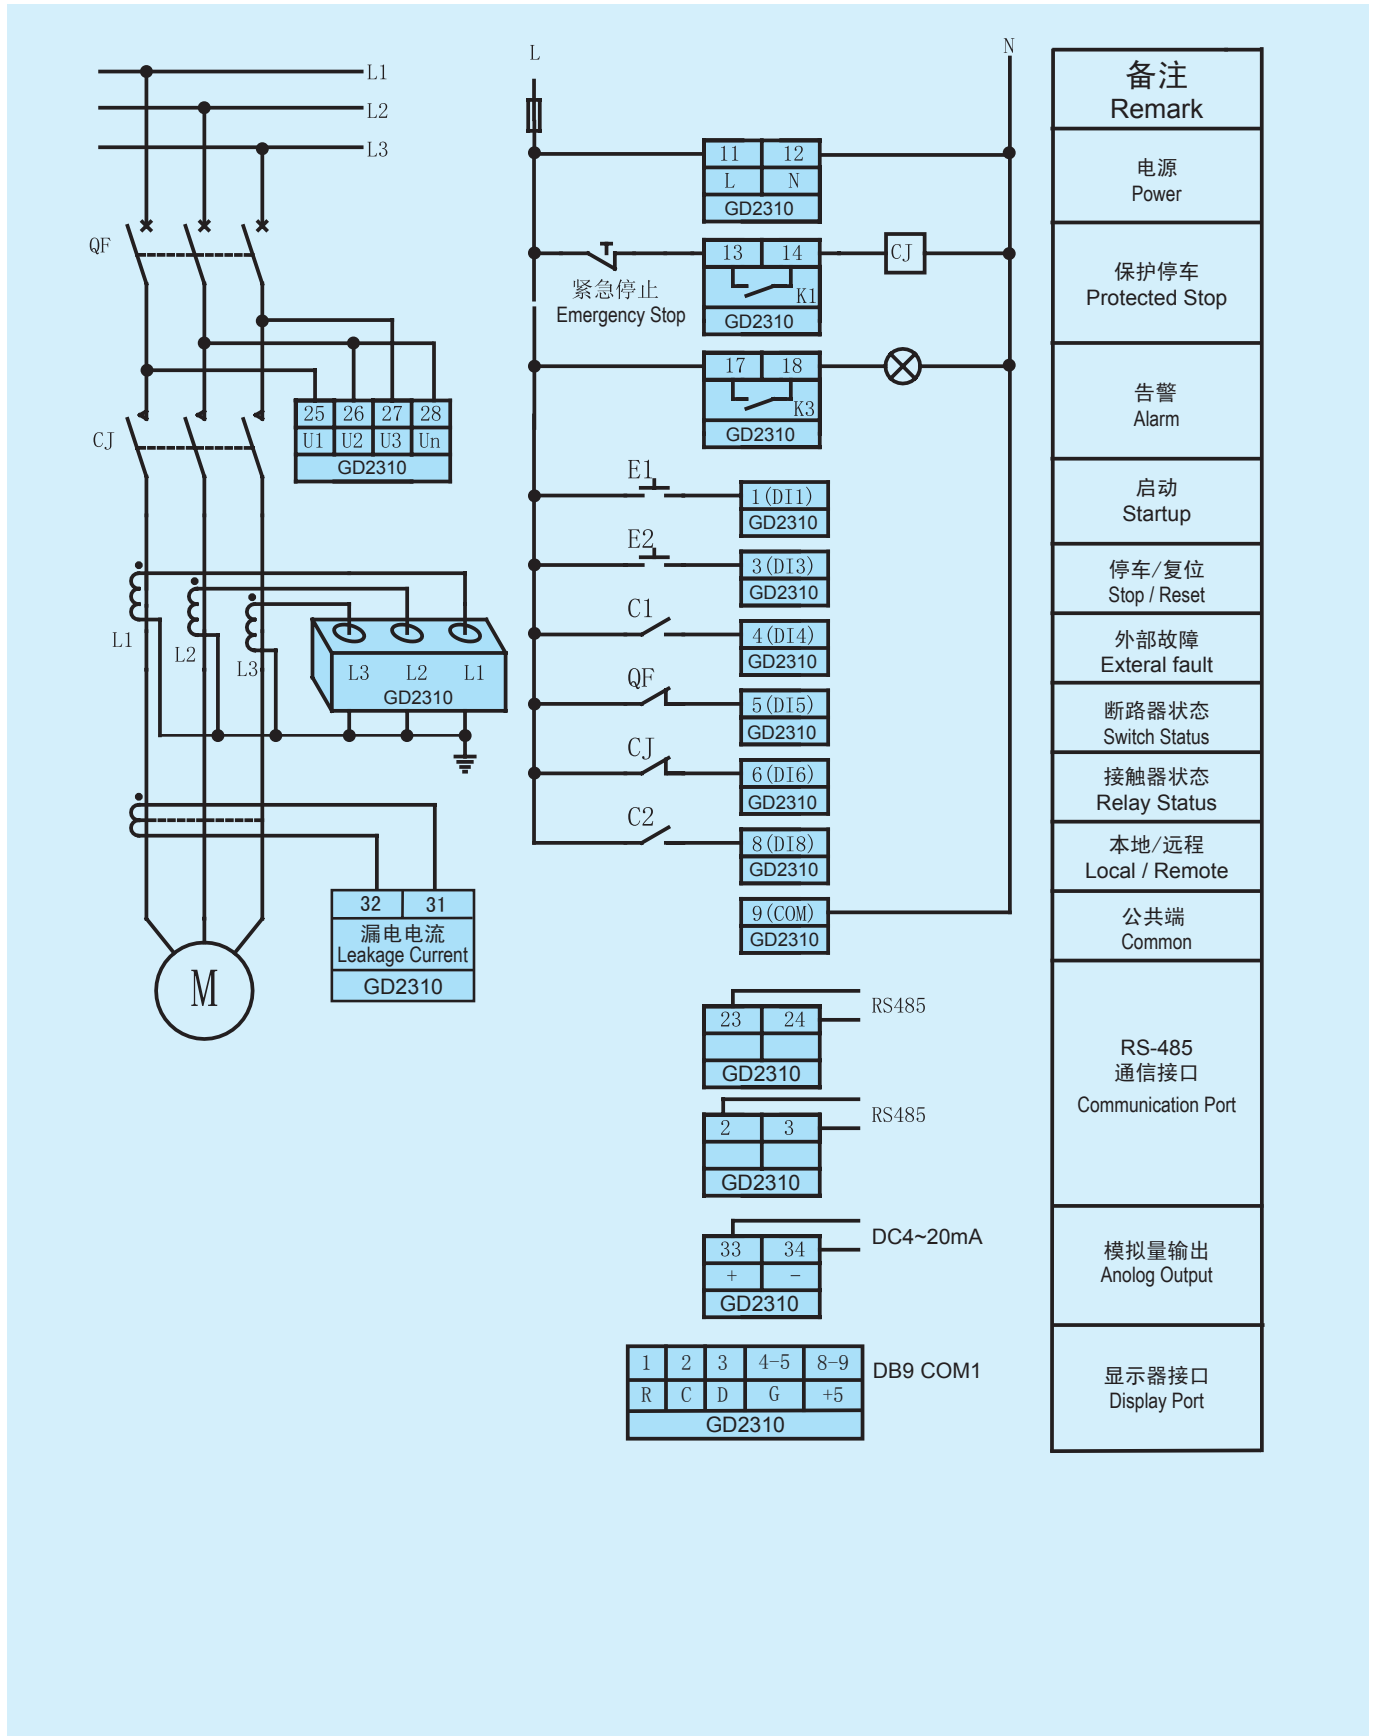 L1
L2
L3
QF
25 26 27 28
U1 U2 U3 Un
GD2310
CJ
L1
L2
L3
L3 L2 L1
GD2310
32 31
漏电电流
Leakage Current
GD2310
M
L
N
11 12
L N
GD2310
紧急停止
Emergency Stop
13 14
K1
GD2310
CJ
17 18
K3
GD2310
E1
1(DI1)
GD2310
E2
3(DI3)
GD2310
C1
4(DI4)
GD2310
QF
5(DI5)
GD2310
CJ
6(DI6)
GD2310
C2
8(DI8)
GD2310
9(COM)
GD2310
23 24
GD2310
RS485
2 3
GD2310
RS485
33 34
+ -
GD2310
DC4~20mA
1 2 3 4-5 8-9
R C D G +5
GD2310
DB9 COM1
备注
Remark
电源
Power
保护停车
Protected Stop
告警
Alarm
启动
Startup
停车/复位
Stop / Reset
外部故障
Exteral fault
断路器状态
Switch Status
接触器状态
Relay Status
本地/远程
Local / Remote
公共端
Common
RS-485
通信接口
Communication Port
模拟量输出
Anolog Output
显示器接口
Display Port